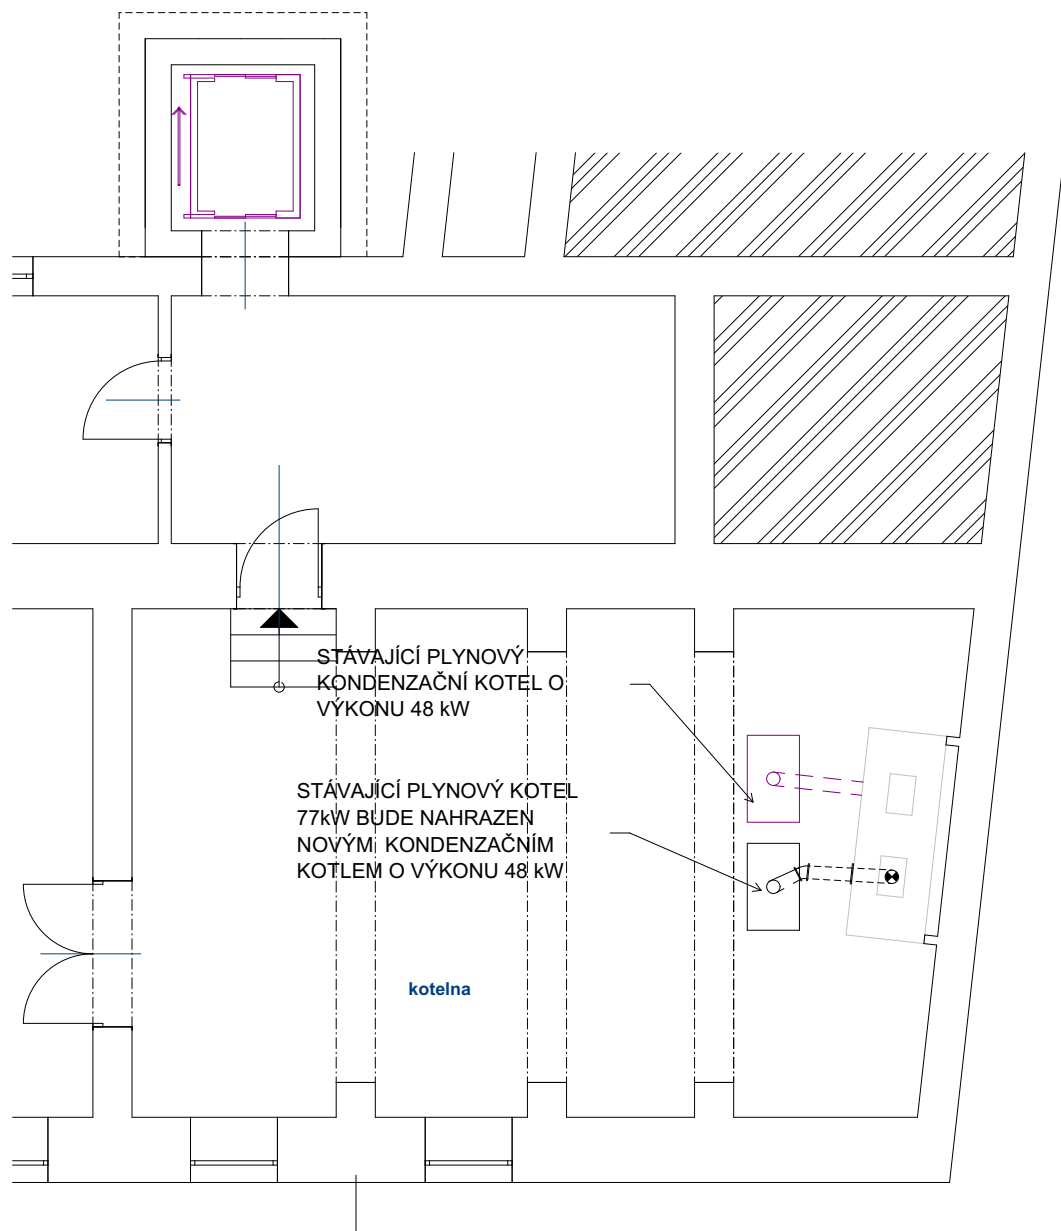 STÁVAJÍCÍ PLYNOVÝ
KONDENZAČNÍ KOTEL O
VÝKONU 48 kW
STÁVAJÍCÍ PLYNOVÝ KOTEL
77kW BUDE NAHRAZEN
NOVÝM KONDENZAČNÍM
KOTLEM O VÝKONU 48 kW
kotelna